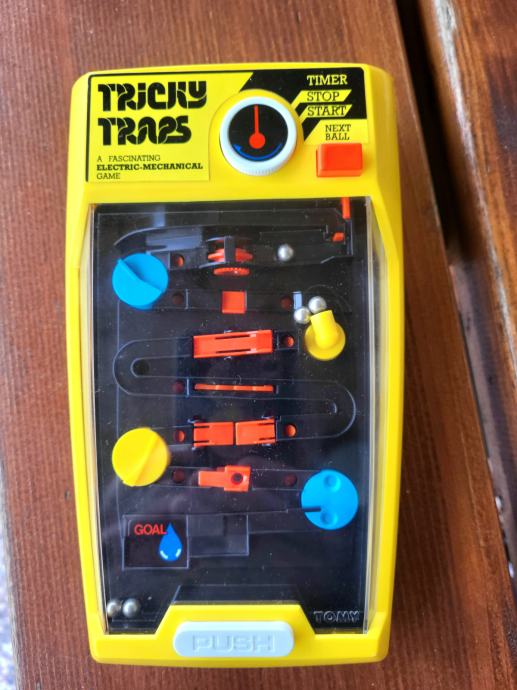 TRICKY
TRAPS
A FASCINATING
ELECTRIC-MECHANICAL
GAME
TIMER
STOP
START
NEXT
BALL
GOAL
TOMY
PUSH